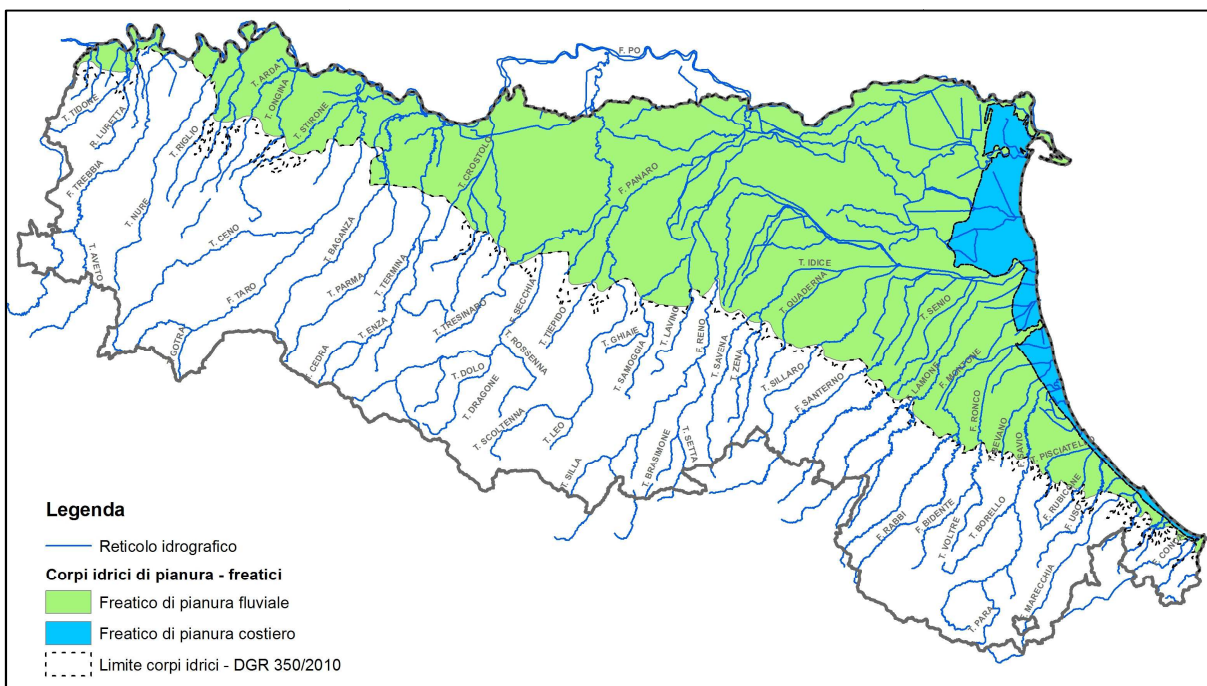 F. PO
T. ARDA
T. ONGINA
T. STIRONE
T. TIDONE
R. LURETTA
T. RIGLIO
F. TREBBIA
T. NURE
T. CROSTOLO
F. PANARO
T. CENO
T. BAGANZA
T. AVETO
F. TARO
T. PARMA
T. TERMINA
T. ENZA
T. TRESINARO
F. SECCHIA
T. TIEPIDO
T. ROSSENNA
T. GHIAIE
T. SAMOGGIA
T. LAVINO
F. RENO
T. SAVENA
T. ZENA
T. IDICE
T. QUADERNA
T. SENIO
T. SILLARO
F. SANTERNO
LAMONE
F. MONTONE
F. RONCO
T. BEVANO
F. SAVIO
F. PISCIATELLO
GOTRA
T. CEDRA
T. DOLO
T. DRAGONE
T. SCOLTENNA
T. LEO
T. SILLA
T. BRASIMONE
T. SETTA
F. RABBI
F. BIDENTE
T. VOLTRE
T. BORELLO
F. RUBICONE
F. USO
F. CONCA
T. PARA
F. MARECCHIA
Legenda
Reticolo idrografico
Corpi idrici di pianura - freatici
Freatico di pianura fluviale
Freatico di pianura costiero
Limite corpi idrici - DGR 350/2010